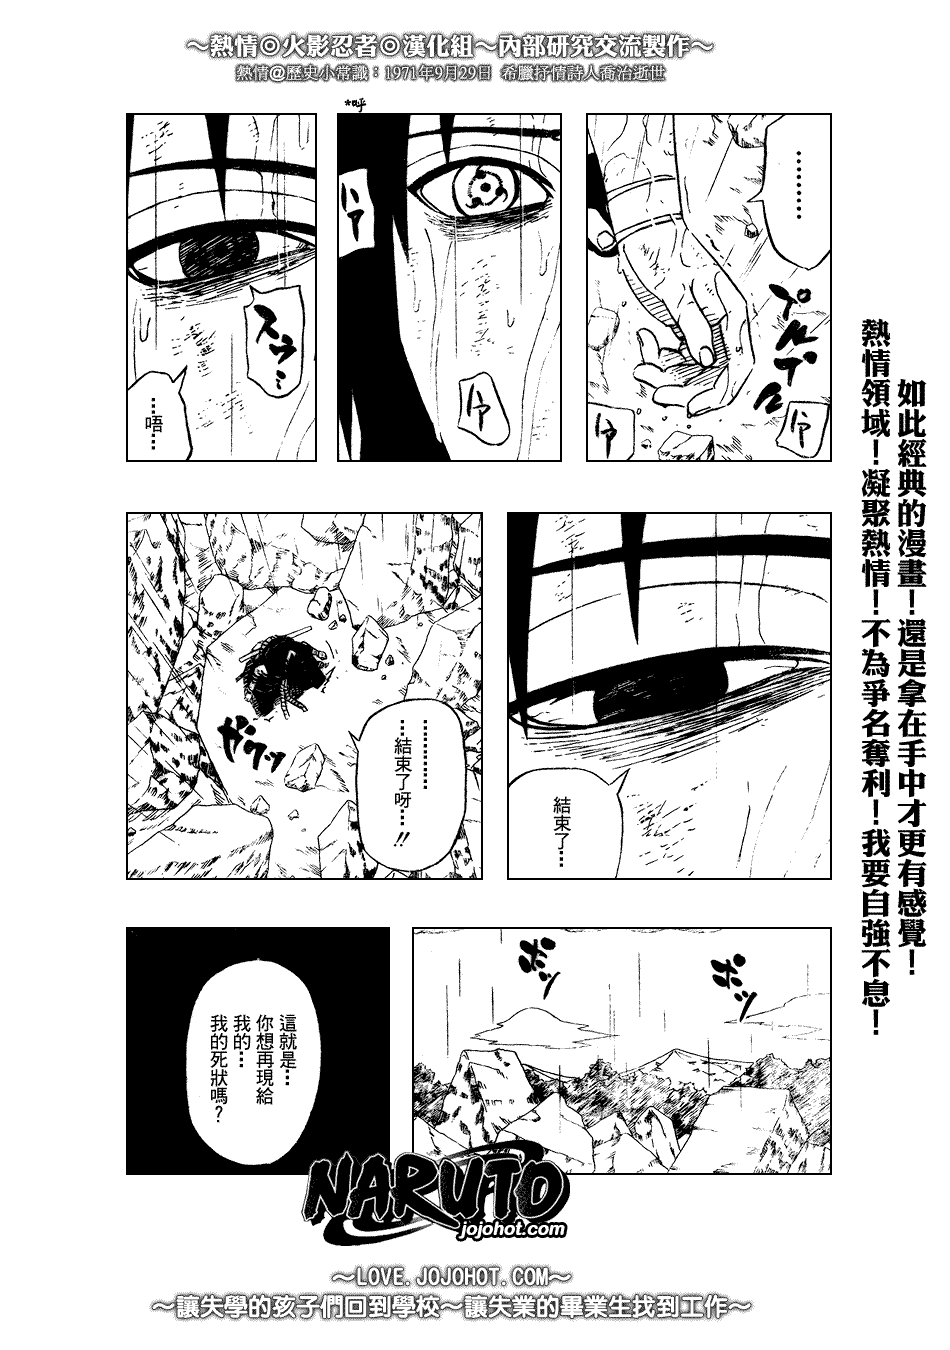 ～熱情◎火影忍者◎漢化組～內部研究交流製作～
熱情@歷史小常識：1971年9月29日 希臘抒情詩人喬治逝世
*呼
………
プルプル
ハア
ハア
ハア
ハア
スゥ…
…唔…
結束了…
…………
…結束了呀…!!
ガクッ
ポツ
ポツ
這就是…
你想再現給
我的…
我的死狀嗎？
如此經典的漫畫！還是拿在手中才更有感覺！
熱情領域！凝聚熱情！不為爭名奪利！我要自強不息！
NARUTO
jojohot.com
～LOVE.JOJOHOT.COM～
～讓失學的孩子們回到學校～讓失業的畢業生找到工作～